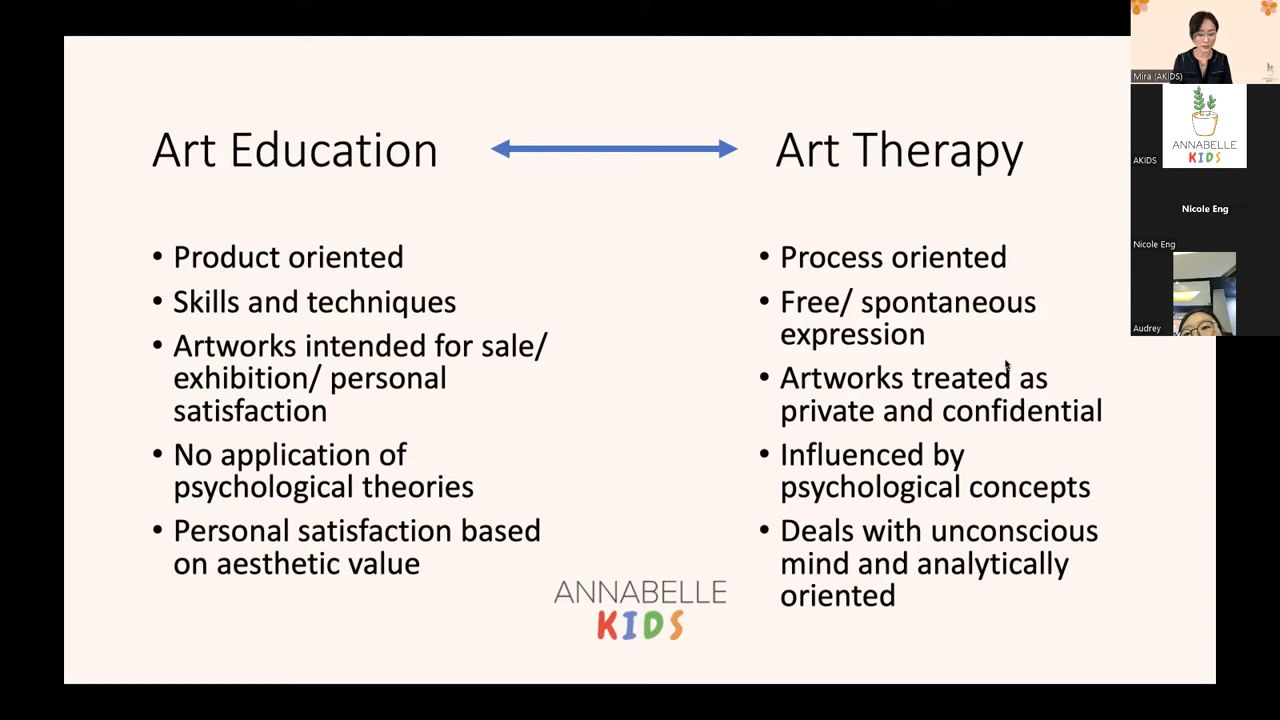 Art Education
Art Therapy
• Product oriented
• Skills and techniques
• Artworks intended for sale/
exhibition/ personal
satisfaction
• No application of
psychological theories
• Personal satisfaction based
on aesthetic value
• Process oriented
• Free/ spontaneous
expression
• Artworks treated as
private and confidential
• Influenced by
psychological concepts
• Deals with unconscious
mind and analytically
oriented
ANNABELLE
KIDS
Mira (AKIDS)
ANNABELLE
KIDS
AKIDS
Nicole Eng
Nicole Eng
Audrey